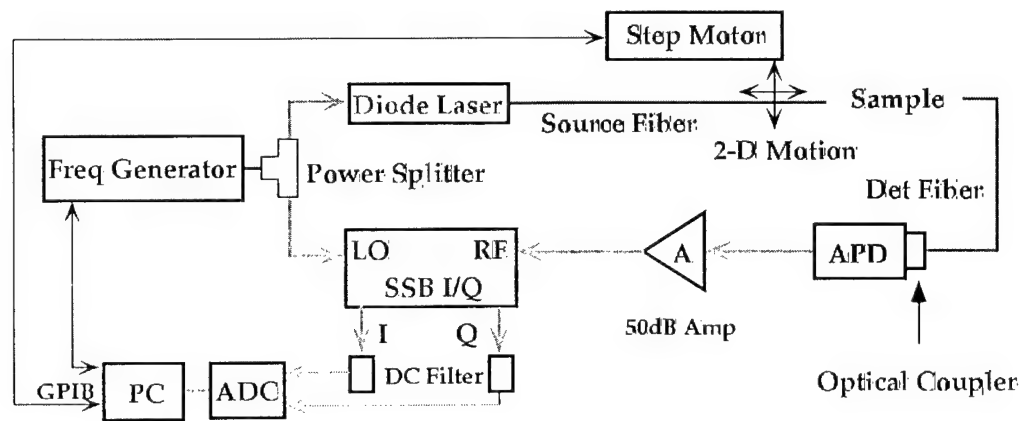 Step Motor
Diode Laser
Sample
Source Fiber
2-D Motion
Freq Generator
Power Splitter
Det Fiber
LO RF
SSB I/Q
A
APD
50dB Amp
I Q
DC Filter
Optical Coupler
GPIB
PC
ADC